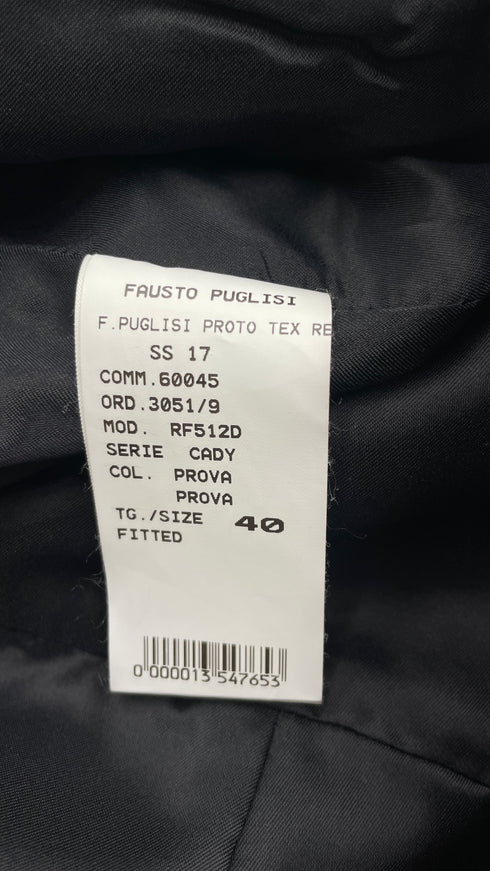 FAUSTO PUGLISI
F.PUGLISI PROTO TEX RE
SS 17
COMM.60045
ORD.3051/9
MOD. RF512D
SERIE CADY
COL. PROVA
PROVA
TG./SIZE 40
FITTED
0 000013 547653